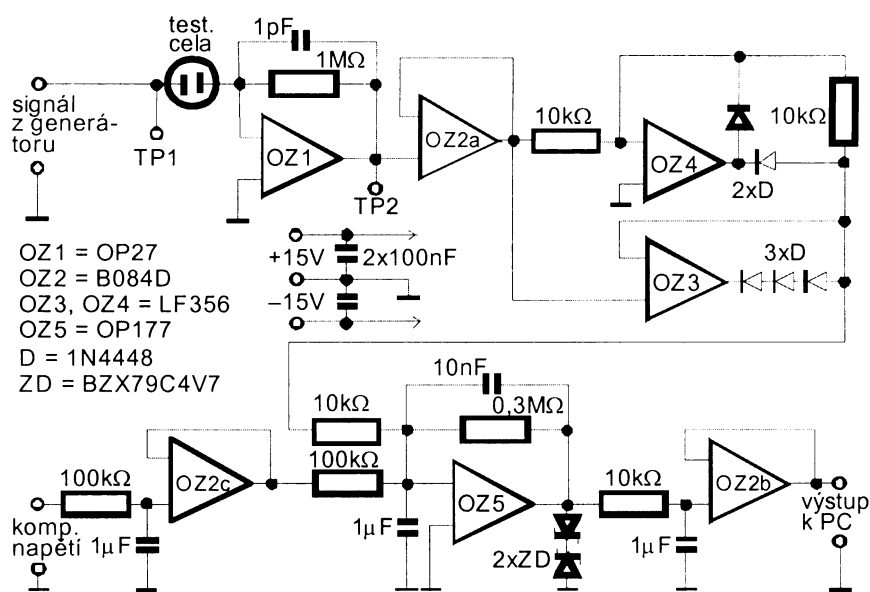 test.
cela
1pF
1MΩ
signál
z generá-
toru
TP1
OZ1
TP2
OZ2a
10kΩ
OZ4
2xD
10kΩ
OZ3
3xD
+15V
2x100nF
–15V
OZ1 = OP27
OZ2 = B084D
OZ3, OZ4 = LF356
OZ5 = OP177
D = 1N4448
ZD = BZX79C4V7
10nF
0,3MΩ
10kΩ
100kΩ
100kΩ
OZ2c
OZ5
10kΩ
OZ2b
komp.
napětí
1μF
1μF
2xZD
1μF
výstup
k PC